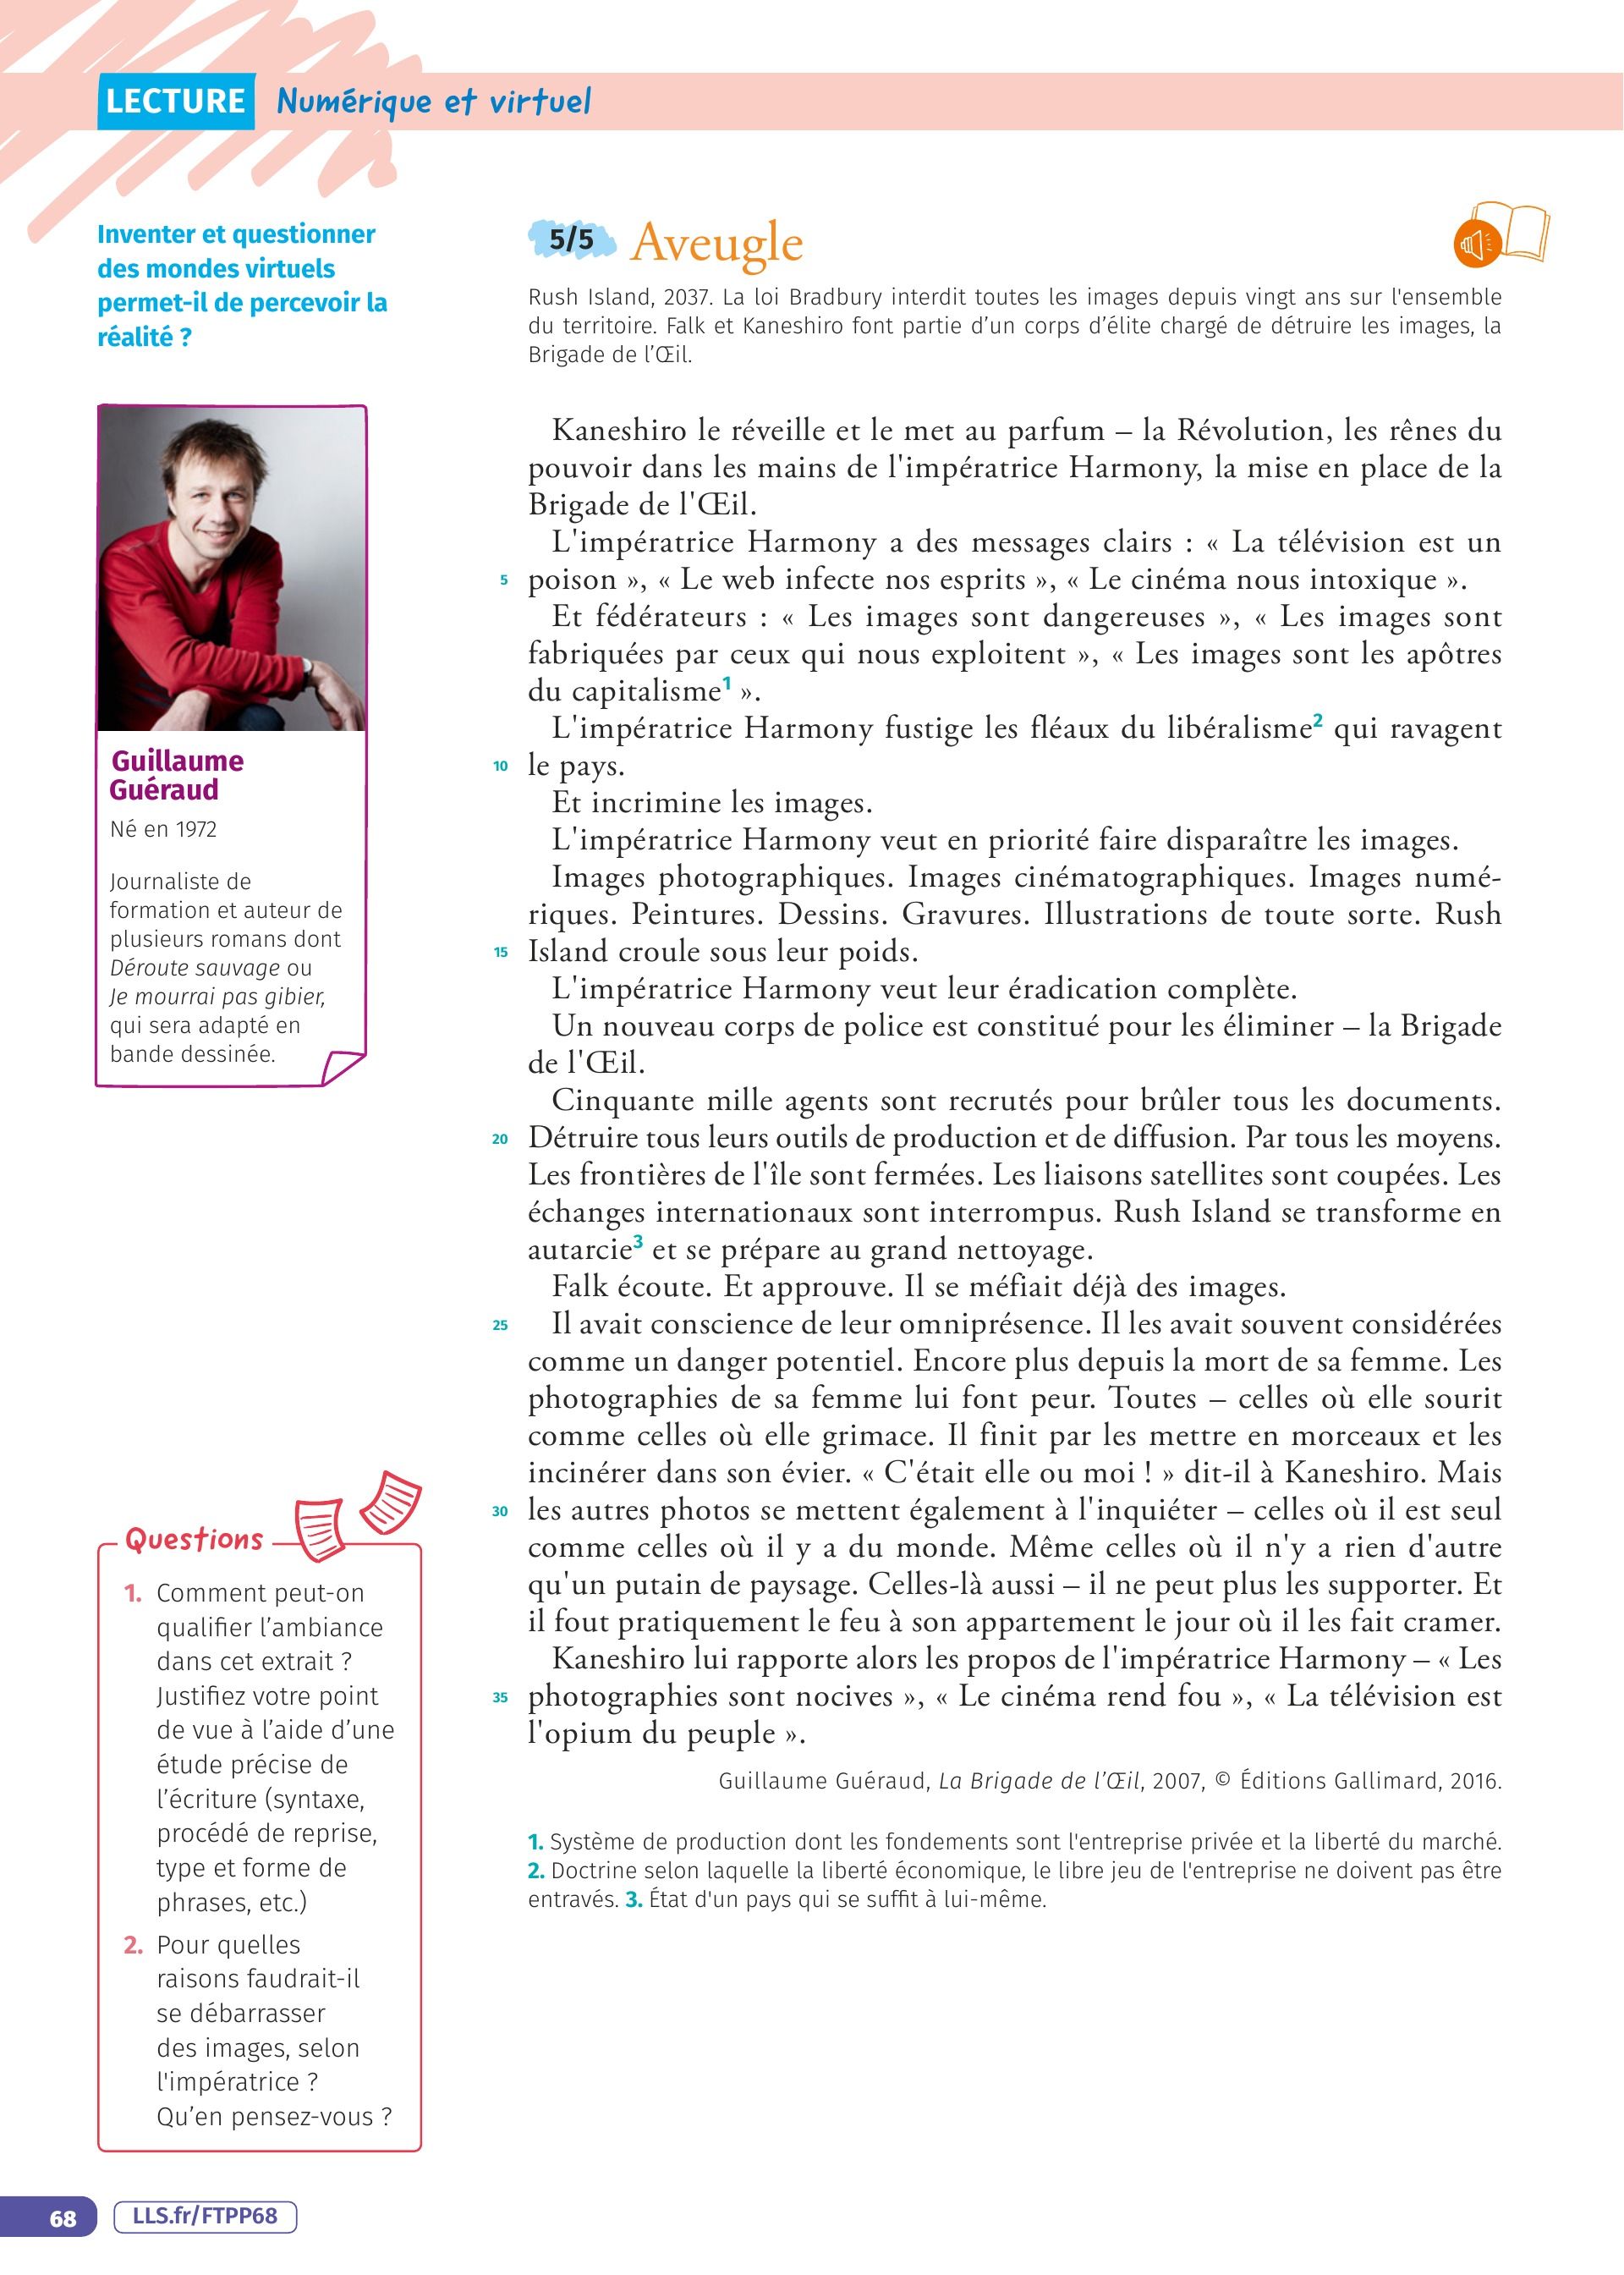 LECTURE Numérique et virtuel
Inventer et questionner
des mondes virtuels
permet-il de percevoir la
réalité ?
Guillaume
Guéraud
Né en 1972
Journaliste de
formation et auteur de
plusieurs romans dont
Déroute sauvage ou
Je mourrai pas gibier,
qui sera adapté en
bande dessinée.
Questions
1. Comment peut-on
qualifier l’ambiance
dans cet extrait ?
Justifiez votre point
de vue à l’aide d’une
étude précise de
l’écriture (syntaxe,
procédé de reprise,
type et forme de
phrases, etc.)
2. Pour quelles
raisons faudrait-il
se débarrasser
des images, selon
l'impératrice ?
Qu’en pensez-vous ?
5/5 Aveugle
Rush Island, 2037. La loi Bradbury interdit toutes les images depuis vingt ans sur l'ensemble
du territoire. Falk et Kaneshiro font partie d’un corps d’élite chargé de détruire les images, la
Brigade de l’Œil.
Kaneshiro le réveille et le met au parfum – la Révolution, les rênes du
pouvoir dans les mains de l'impératrice Harmony, la mise en place de la
Brigade de l'Œil.
L'impératrice Harmony a des messages clairs : « La télévision est un
5 poison », « Le web infecte nos esprits », « Le cinéma nous intoxique ».
Et fédérateurs : « Les images sont dangereuses », « Les images sont
fabriquées par ceux qui nous exploitent », « Les images sont les apôtres
du capitalisme1 ».
L'impératrice Harmony fustige les fléaux du libéralisme2 qui ravagent
10 le pays.
Et incrimine les images.
L'impératrice Harmony veut en priorité faire disparaître les images.
Images photographiques. Images cinématographiques. Images numé-
riques. Peintures. Dessins. Gravures. Illustrations de toute sorte. Rush
15 Island croule sous leur poids.
L'impératrice Harmony veut leur éradication complète.
Un nouveau corps de police est constitué pour les éliminer – la Brigade
de l'Œil.
Cinquante mille agents sont recrutés pour brûler tous les documents.
20 Détruire tous leurs outils de production et de diffusion. Par tous les moyens.
Les frontières de l'île sont fermées. Les liaisons satellites sont coupées. Les
échanges internationaux sont interrompus. Rush Island se transforme en
autarcie3 et se prépare au grand nettoyage.
Falk écoute. Et approuve. Il se méfiait déjà des images.
25 Il avait conscience de leur omniprésence. Il les avait souvent considérées
comme un danger potentiel. Encore plus depuis la mort de sa femme. Les
photographies de sa femme lui font peur. Toutes – celles où elle sourit
comme celles où elle grimace. Il finit par les mettre en morceaux et les
incinérer dans son évier. « C'était elle ou moi ! » dit-il à Kaneshiro. Mais
30 les autres photos se mettent également à l'inquiéter – celles où il est seul
comme celles où il y a du monde. Même celles où il n'y a rien d'autre
qu'un putain de paysage. Celles-là aussi – il ne peut plus les supporter. Et
il fout pratiquement le feu à son appartement le jour où il les fait cramer.
Kaneshiro lui rapporte alors les propos de l'impératrice Harmony – « Les
35 photographies sont nocives », « Le cinéma rend fou », « La télévision est
l'opium du peuple ».
Guillaume Guéraud, La Brigade de l’Œil, 2007, © Éditions Gallimard, 2016.
1. Système de production dont les fondements sont l'entreprise privée et la liberté du marché.
2. Doctrine selon laquelle la liberté économique, le libre jeu de l'entreprise ne doivent pas être
entravés. 3. État d'un pays qui se suffit à lui-même.
68 LLS.fr/FTPP68